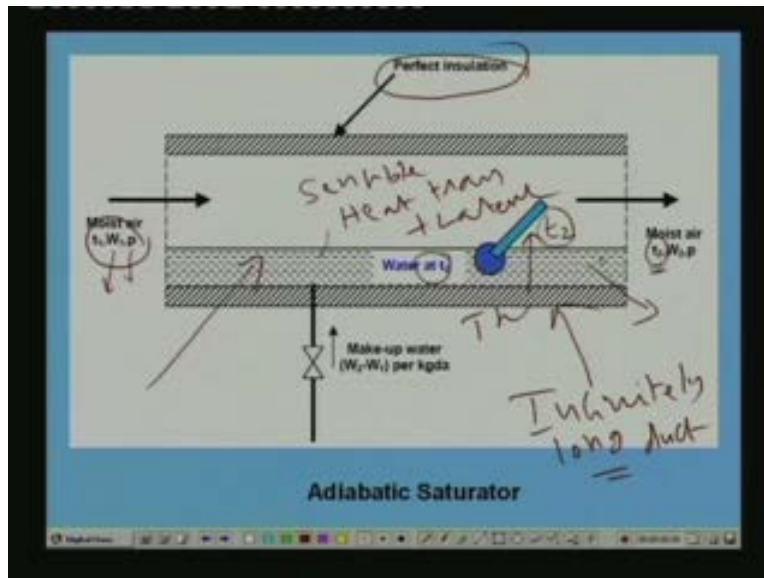 Perfect insulation
Sensible
Heat tran
+ Latent
t₂
Moist air
t₁,W₁,p
Moist air
t₂,W₂,p
Water at t₂
Th
Make-up water
(W₂-W₁) per kgda
Infinitely
long duct
Adiabatic Saturator